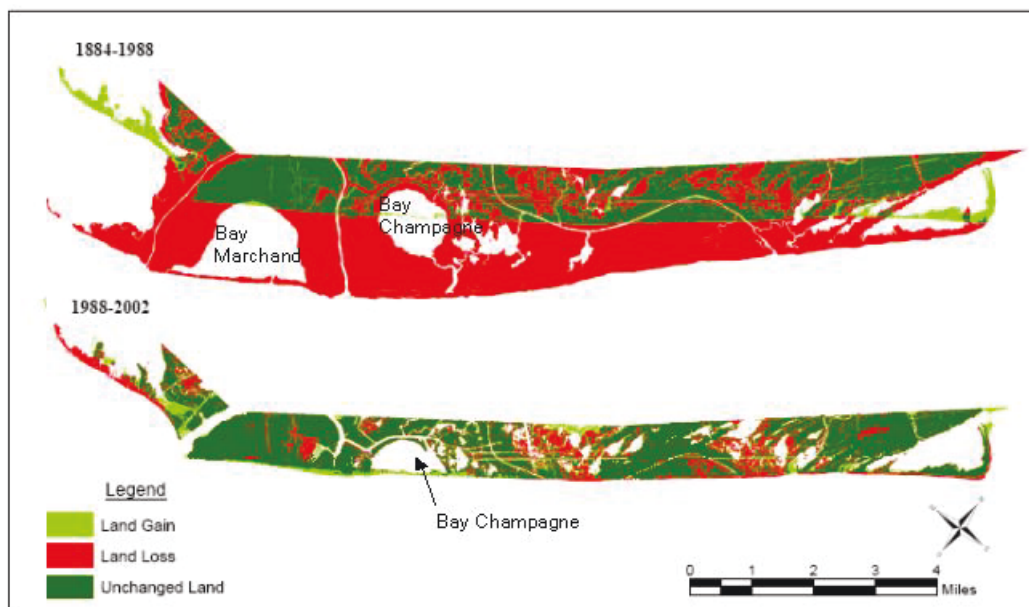 1884-1988
Bay
Champagne
Bay
Marchand
1988-2002
Bay Champagne
Legend
Land Gain
Land Loss
Unchanged Land
0 1 2 3 4
Miles